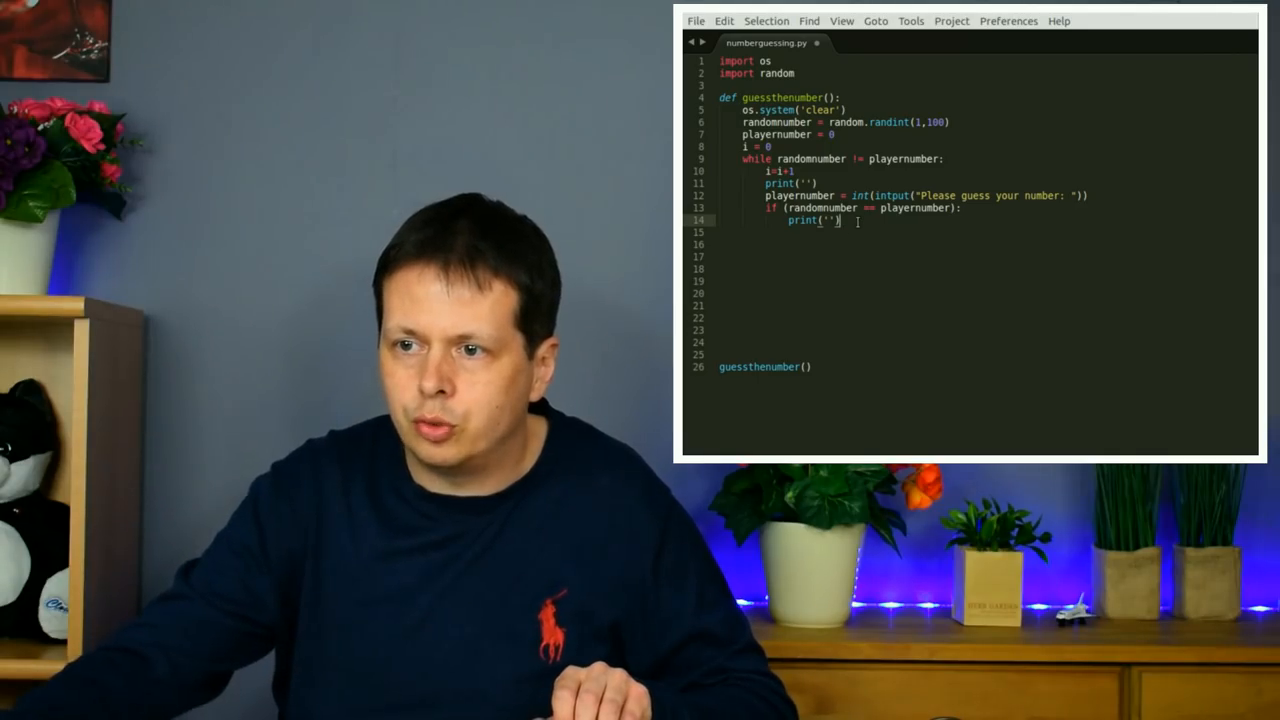 File Edit Selection Find View Goto Tools Project Preferences Help
numberguessing.py
1 import os
2 import random
3
4 def guessthenumber():
5 os.system('clear')
6 randomnumber = random.randint(1,100)
7 playernumber = 0
8 i = 0
9 while randomnumber != playernumber:
10 i=i+1
11 print('')
12 playernumber = int(intput("Please guess your number: "))
13 if (randomnumber == playernumber):
14 print('')
15
16
17
18
19
20
21
22
23
24
25
26 guessthenumber()
HERB GARDEN